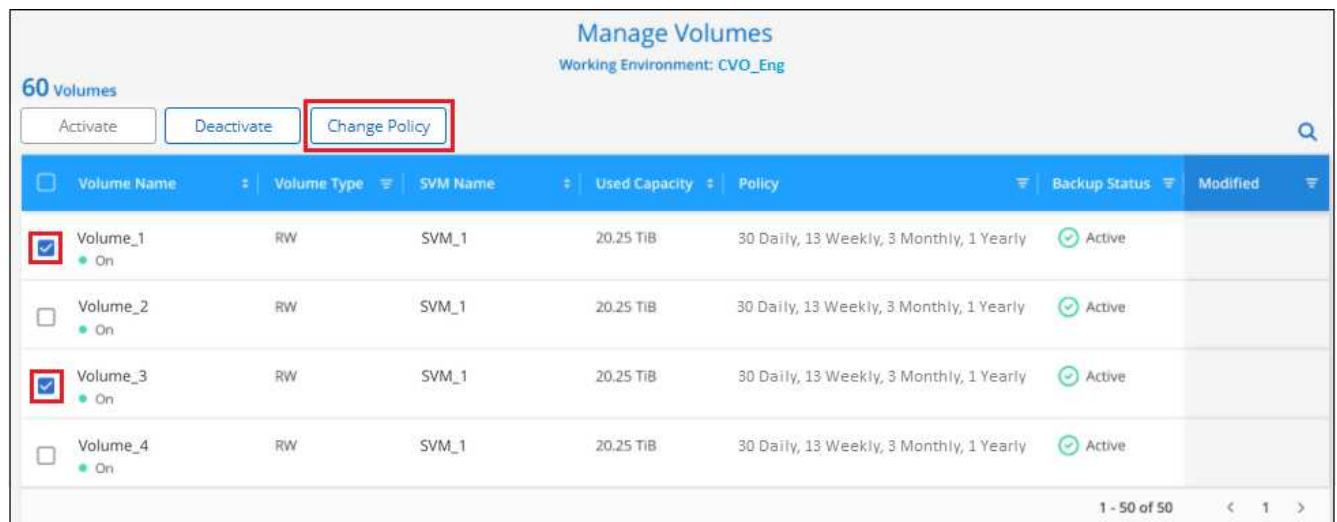 Manage Volumes
Working Environment: CVO_Eng
60 Volumes
Activate Deactivate Change Policy
Volume Name Volume Type SVM Name Used Capacity Policy Backup Status Modified
Volume_1 RW SVM_1 20.25 TiB 30 Daily, 13 Weekly, 3 Monthly, 1 Yearly Active
On
Volume_2 RW SVM_1 20.25 TiB 30 Daily, 13 Weekly, 3 Monthly, 1 Yearly Active
On
Volume_3 RW SVM_1 20.25 TiB 30 Daily, 13 Weekly, 3 Monthly, 1 Yearly Active
On
Volume_4 RW SVM_1 20.25 TiB 30 Daily, 13 Weekly, 3 Monthly, 1 Yearly Active
On
1 - 50 of 50 < 1 >